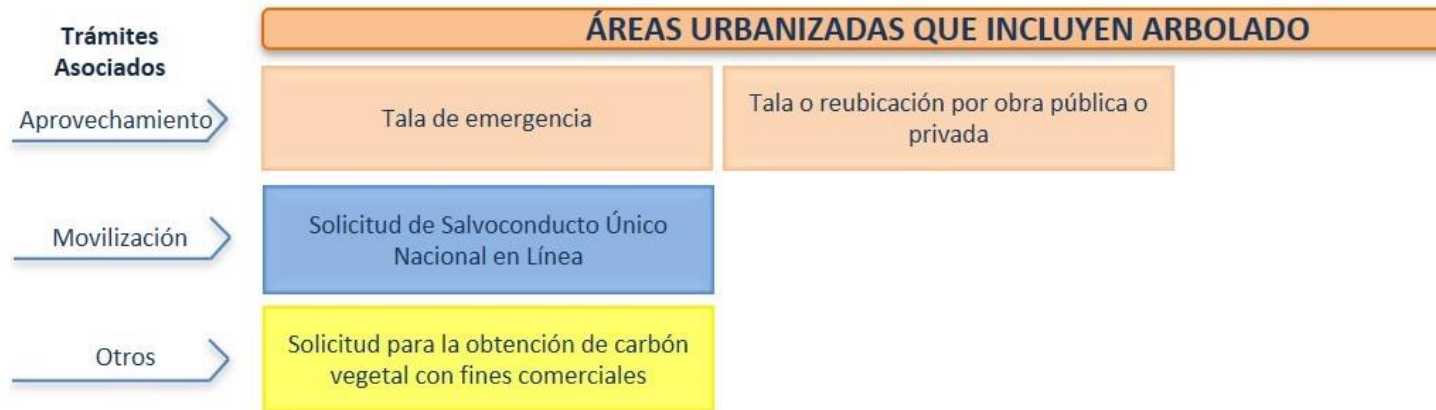 Trámites
Asociados
ÁREAS URBANIZADAS QUE INCLUYEN ARBOLADO
Aprovechamiento
Tala de emergencia
Tala o reubicación por obra pública o
privada
Movilización
Solicitud de Salvoconducto Único
Nacional en Línea
Otros
Solicitud para la obtención de carbón
vegetal con fines comerciales